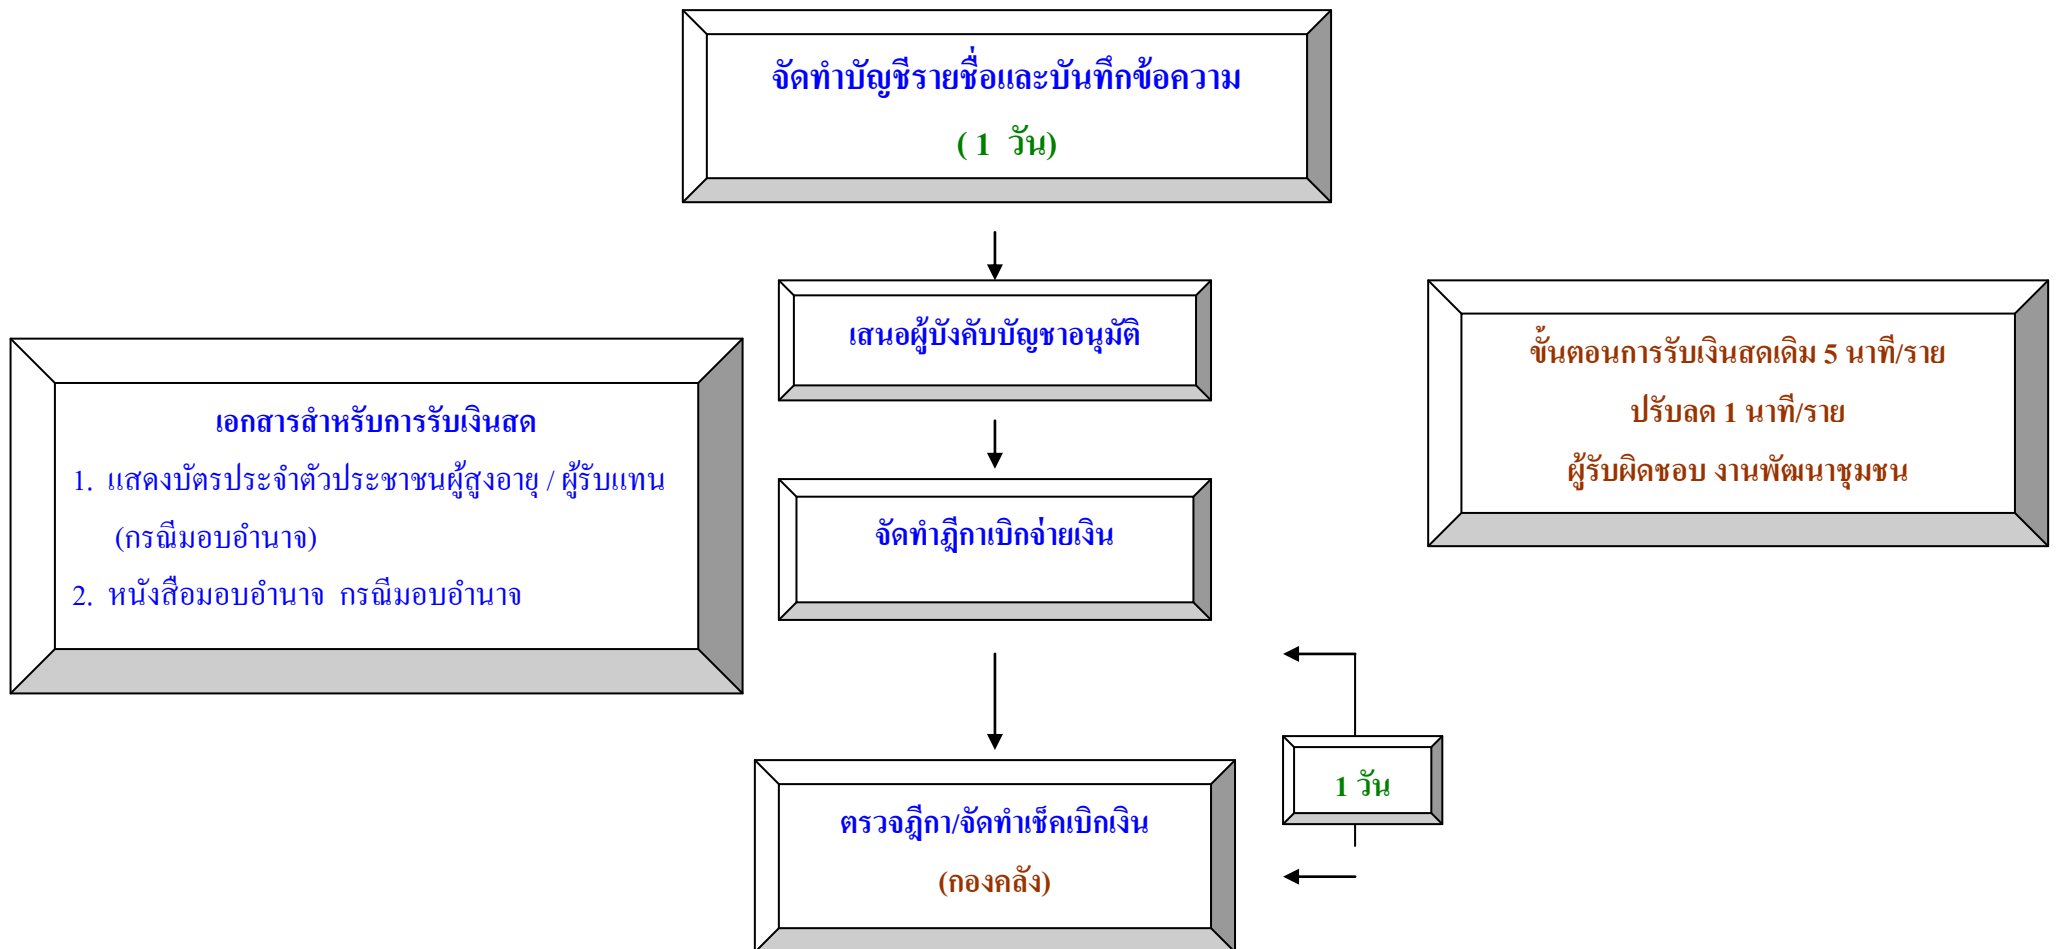 จัดทำบัญชีรายชื่อและบันทึกข้อความ
( 1 วัน)
เสนอผู้บังคับบัญชาอนุมัติ
ขั้นตอนการรับเงินสดเดิม 5 นาที/ราย
ปรับลด 1 นาที/ราย
ผู้รับผิดชอบ งานพัฒนาชุมชน
เอกสารสำหรับการรับเงินสด
1. แสดงบัตรประจำตัวประชาชนผู้สูงอายุ / ผู้รับแทน
(กรณีมอบอำนาจ)
2. หนังสือมอบอำนาจ กรณีมอบอำนาจ
จัดทำฎีกาเบิกจ่ายเงิน
1 วัน
ตรวจฎีกา/จัดทำเช็คเบิกเงิน
(กองคลัง)